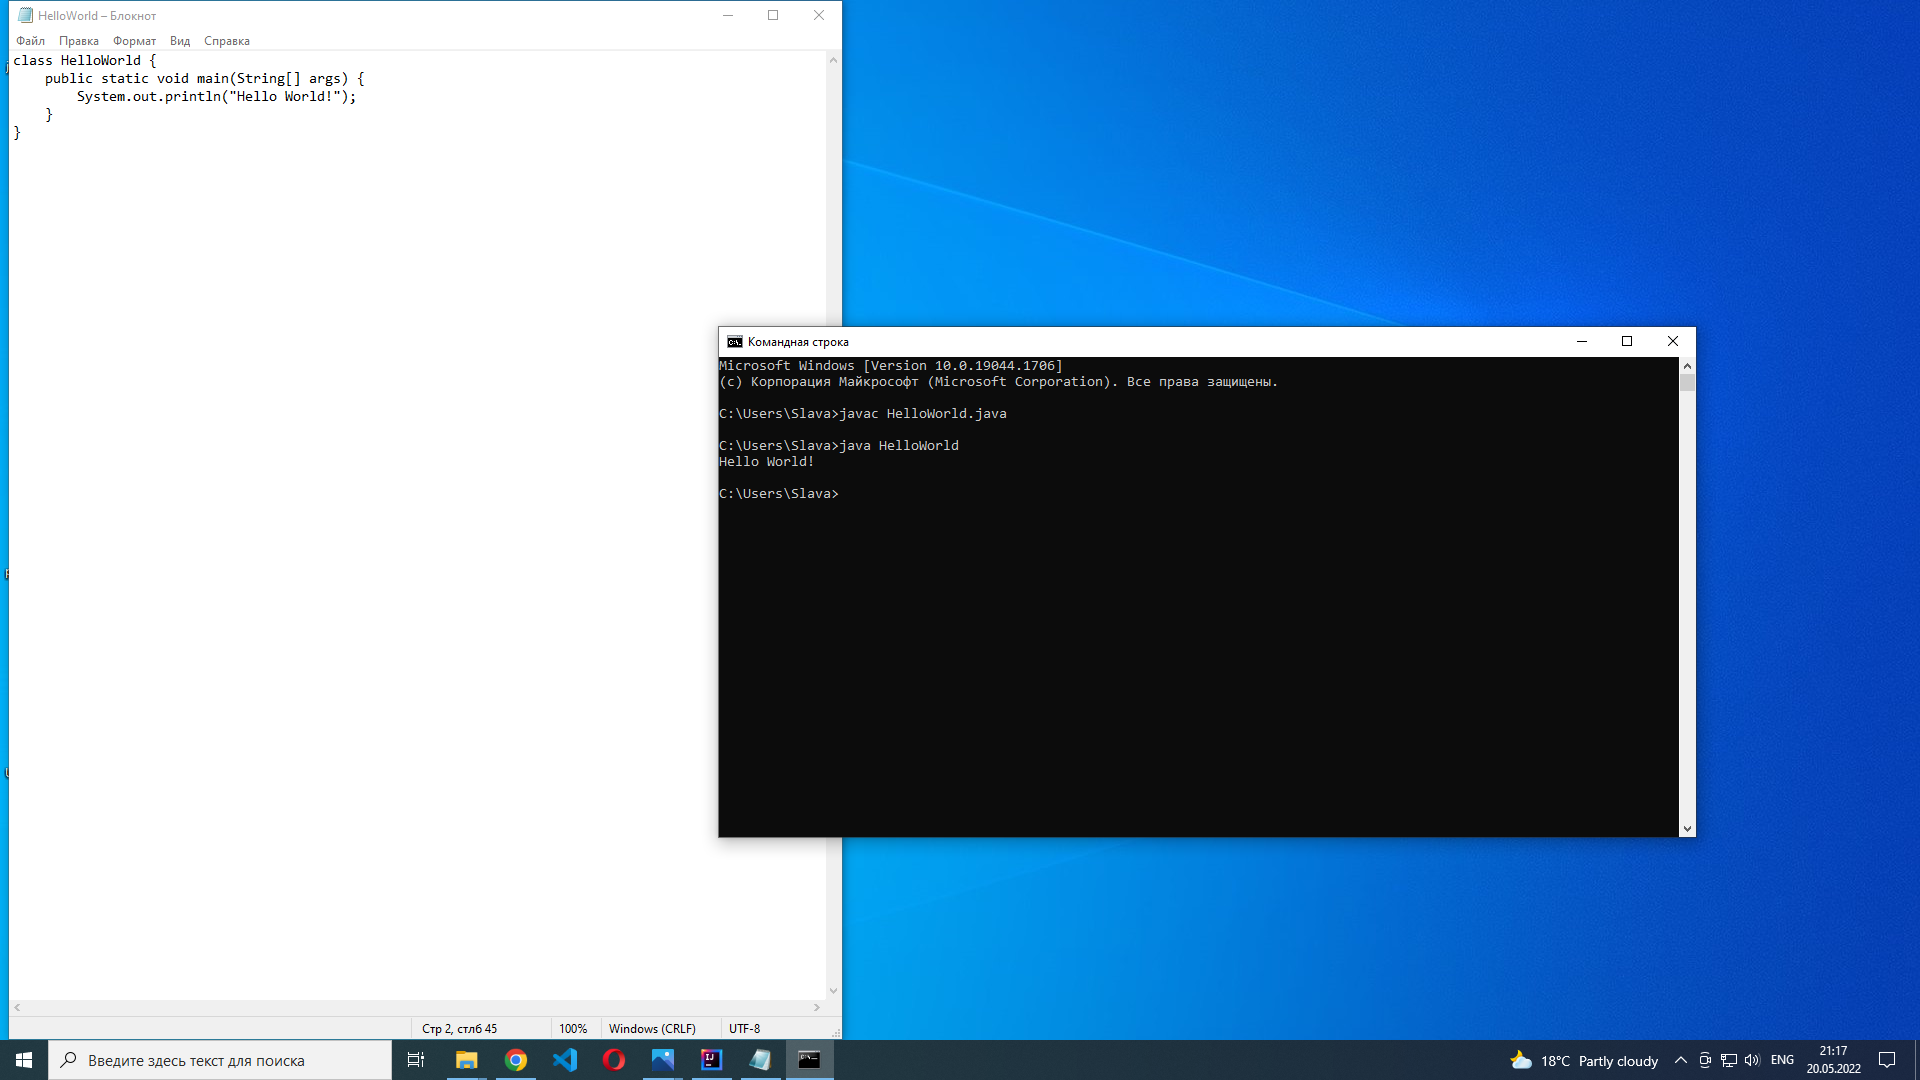 HelloWorld – Блокнот
Файл Правка Формат Вид Справка
class HelloWorld {
    public static void main(String[] args) {
        System.out.println("Hello World!");
    }
}
Стр 2, стлб 45 100% Windows (CRLF) UTF-8
Командная строка
Microsoft Windows [Version 10.0.19044.1706]
(c) Корпорация Майкрософт (Microsoft Corporation). Все права защищены.
C:\Users\Slava>javac HelloWorld.java
C:\Users\Slava>java HelloWorld
Hello World!
C:\Users\Slava>
Введите здесь текст для поиска
18°C Partly cloudy
ENG
21:17
20.05.2022